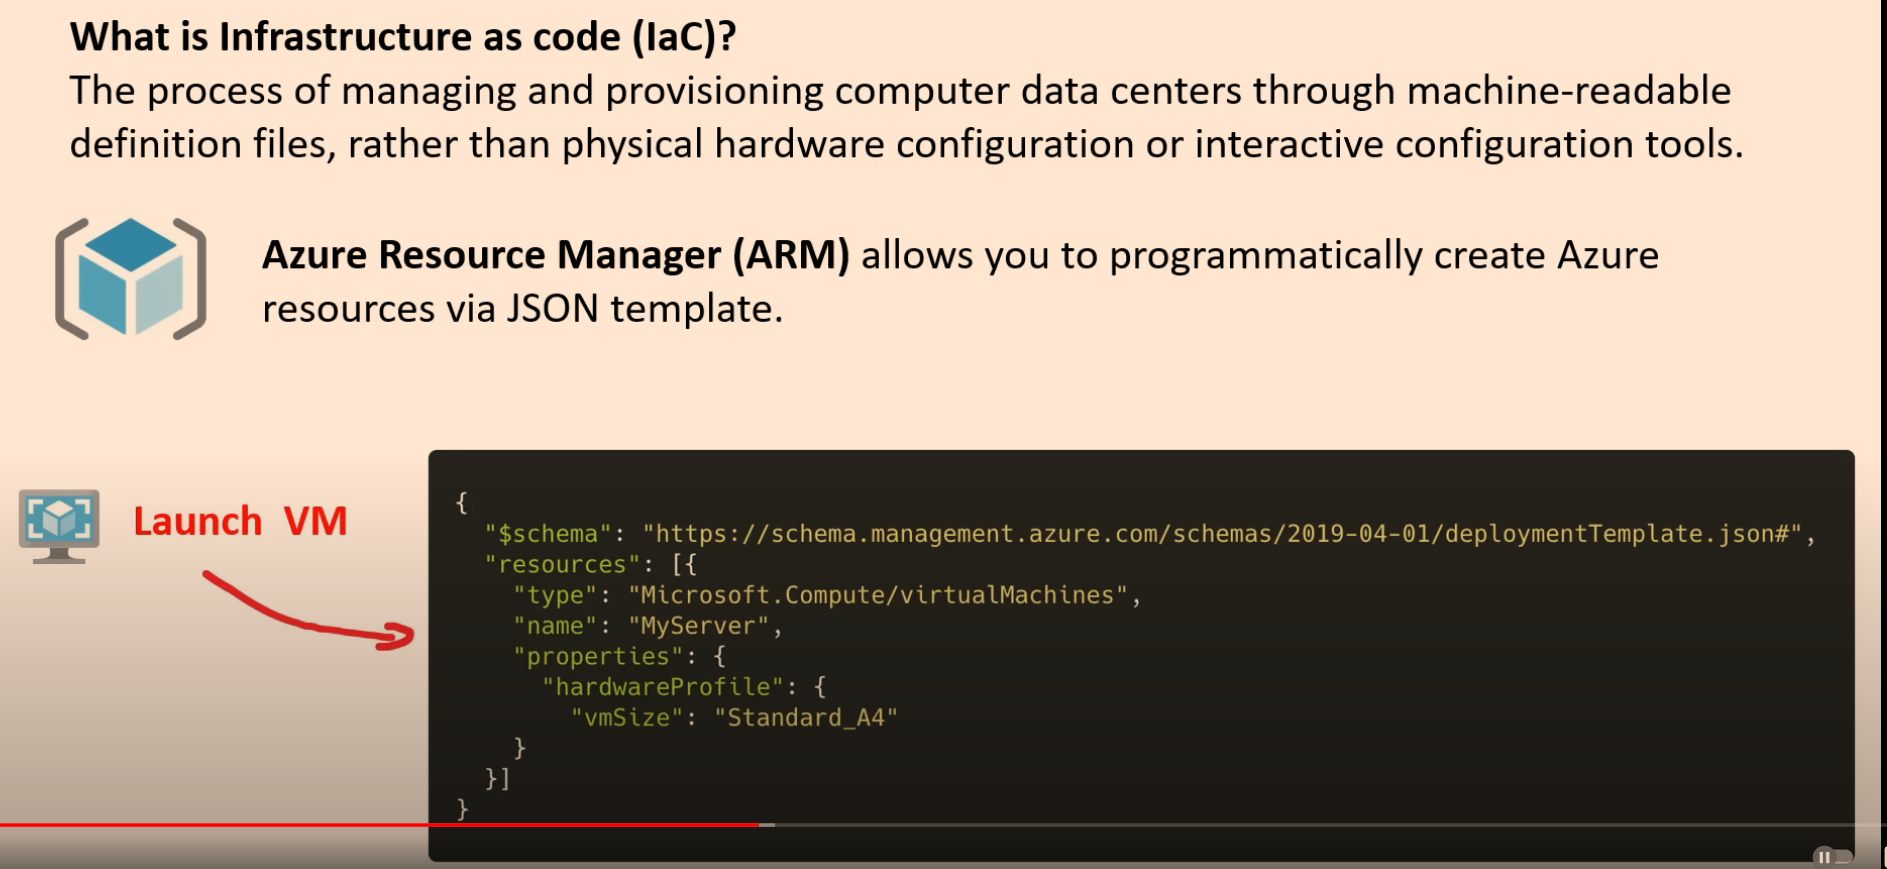 What is Infrastructure as code (IaC)?
The process of managing and provisioning computer data centers through machine-readable
definition files, rather than physical hardware configuration or interactive configuration tools.
Azure Resource Manager (ARM) allows you to programmatically create Azure
resources via JSON template.
Launch VM
{
  "$schema": "https://schema.management.azure.com/schemas/2019-04-01/deploymentTemplate.json#",
  "resources": [{
    "type": "Microsoft.Compute/virtualMachines",
    "name": "MyServer",
    "properties": {
      "hardwareProfile": {
        "vmSize": "Standard_A4"
    }
  }]
}